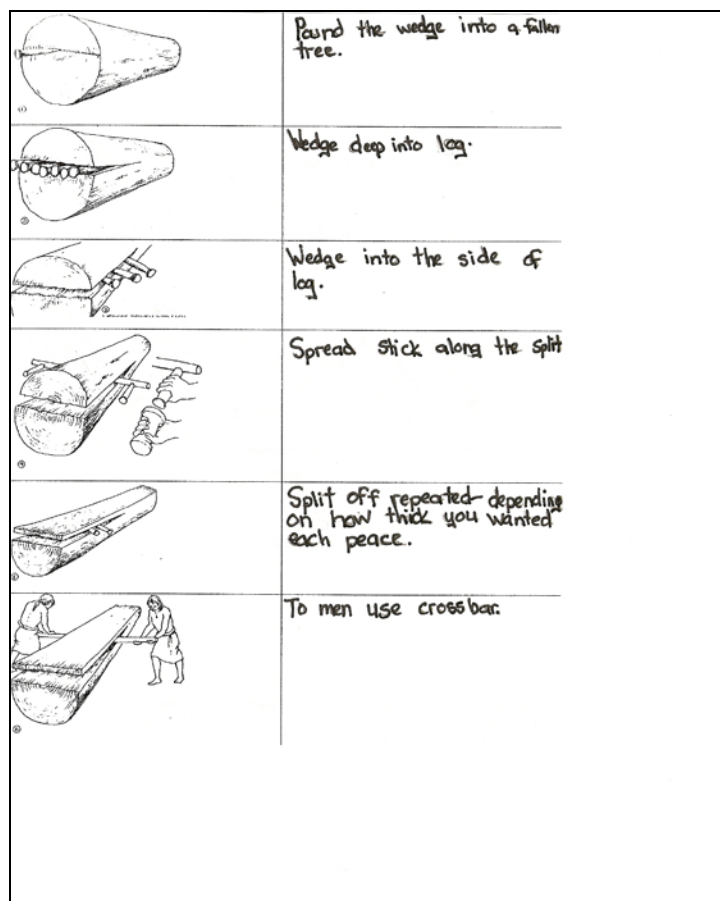 Pound the wedge into a fallen
tree.
Wedge deep into log.
Wedge into the side of
log.
Spread stick along the split
Split off repeated depending
on how thick you wanted
each peace.
To men use crossbar.